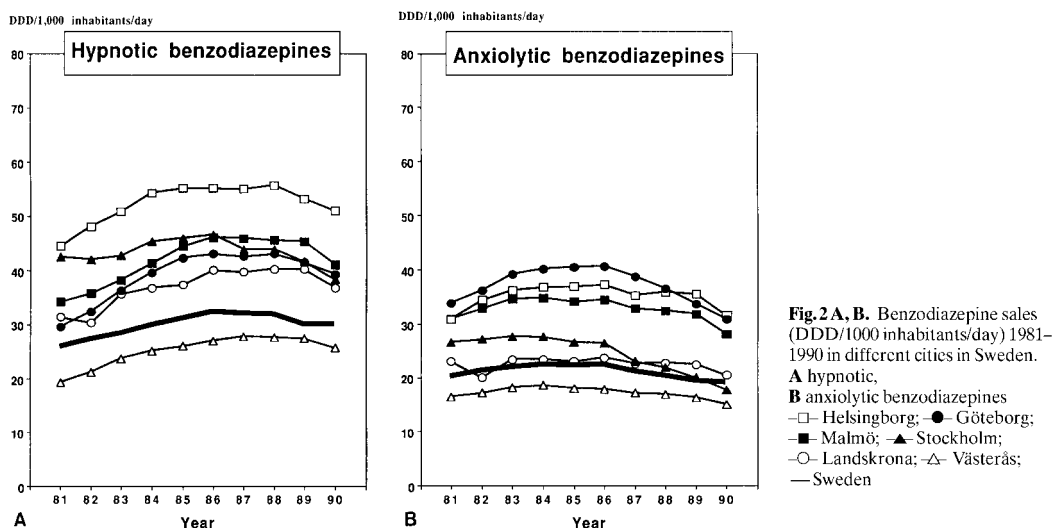 DDD/1,000 inhabitants/day
Hypnotic benzodiazepines
80
70
60
50
40
30
20
10
0
81 82 83 84 85 86 87 88 89 90
A
Year
DDD/1,000 inhabitants/day
Anxiolytic benzodiazepines
80
70
60
50
40
30
20
10
0
81 82 83 84 85 86 87 88 89 90
B
Year
Fig. 2 A, B. Benzodiazepine sales
(DDD/1000 inhabitants/day) 1981–
1990 in different cities in Sweden.
A hypnotic,
B anxiolytic benzodiazepines
Helsingborg; Göteborg;
Malmö; Stockholm;
Landskrona; Västerås;
Sweden